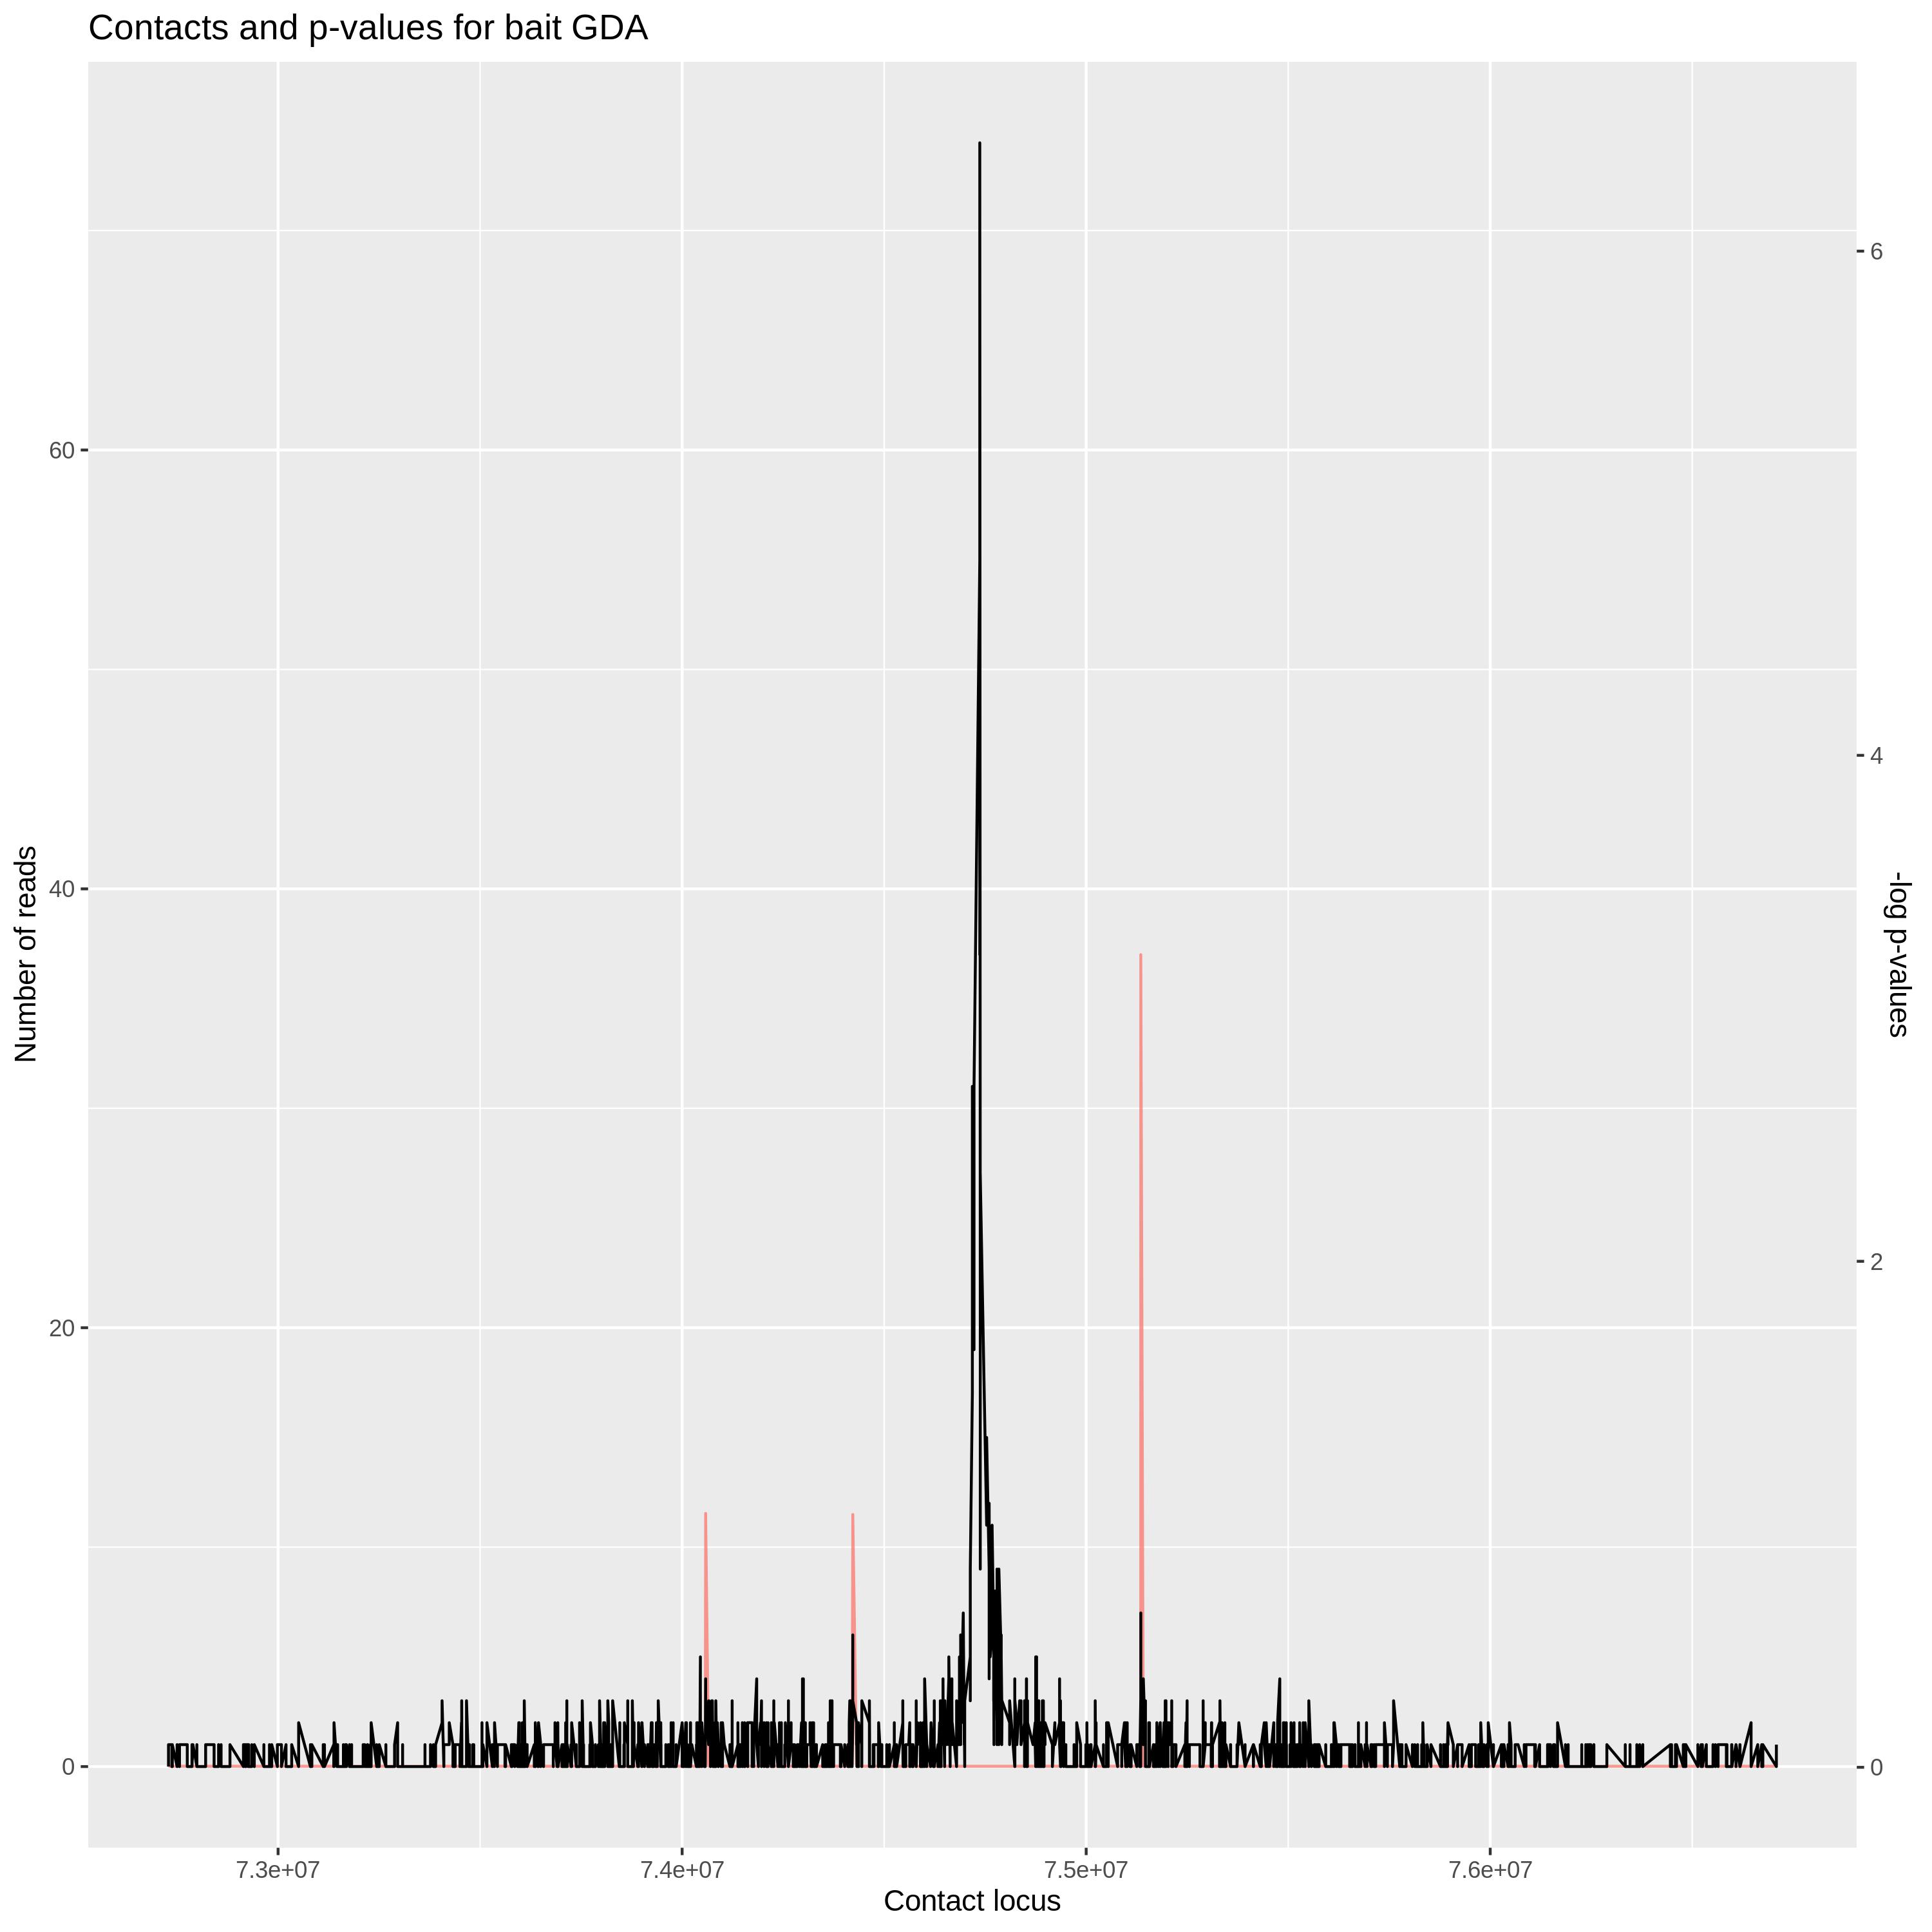 Contacts and p-values for bait GDA
Number of reads
60
40
20
0
6
4
2
0
-log p-values
7.3e+07 7.4e+07 7.5e+07 7.6e+07
Contact locus